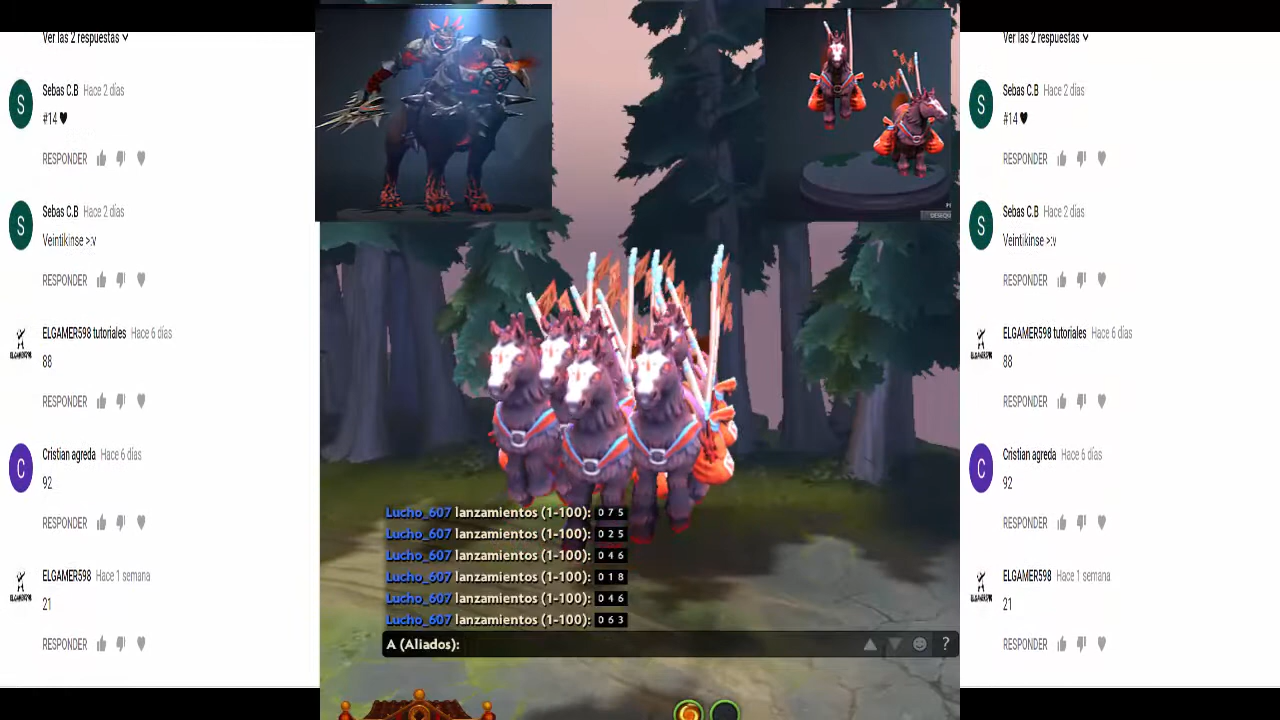 Ver las 2 respuestas
Sebas C.B Hace 2 días
#14 ♥
RESPONDER
Sebas C.B Hace 2 días
Veintikinse >:v
RESPONDER
ELGAMER598 tutoriales Hace 6 días
88
RESPONDER
Cristian agreda Hace 6 días
92
RESPONDER
ELGAMER598 Hace 1 semana
21
RESPONDER
Lucho_607 lanzamientos (1-100): 075
Lucho_607 lanzamientos (1-100): 025
Lucho_607 lanzamientos (1-100): 046
Lucho_607 lanzamientos (1-100): 018
Lucho_607 lanzamientos (1-100): 046
Lucho_607 lanzamientos (1-100): 063
A (Aliados):
?
Ver las 2 respuestas
Sebas C.B Hace 2 días
#14 ♥
RESPONDER
Sebas C.B Hace 2 días
Veintikinse >:v
RESPONDER
ELGAMER598 tutoriales Hace 6 días
88
RESPONDER
Cristian agreda Hace 6 días
92
RESPONDER
ELGAMER598 Hace 1 semana
21
RESPONDER